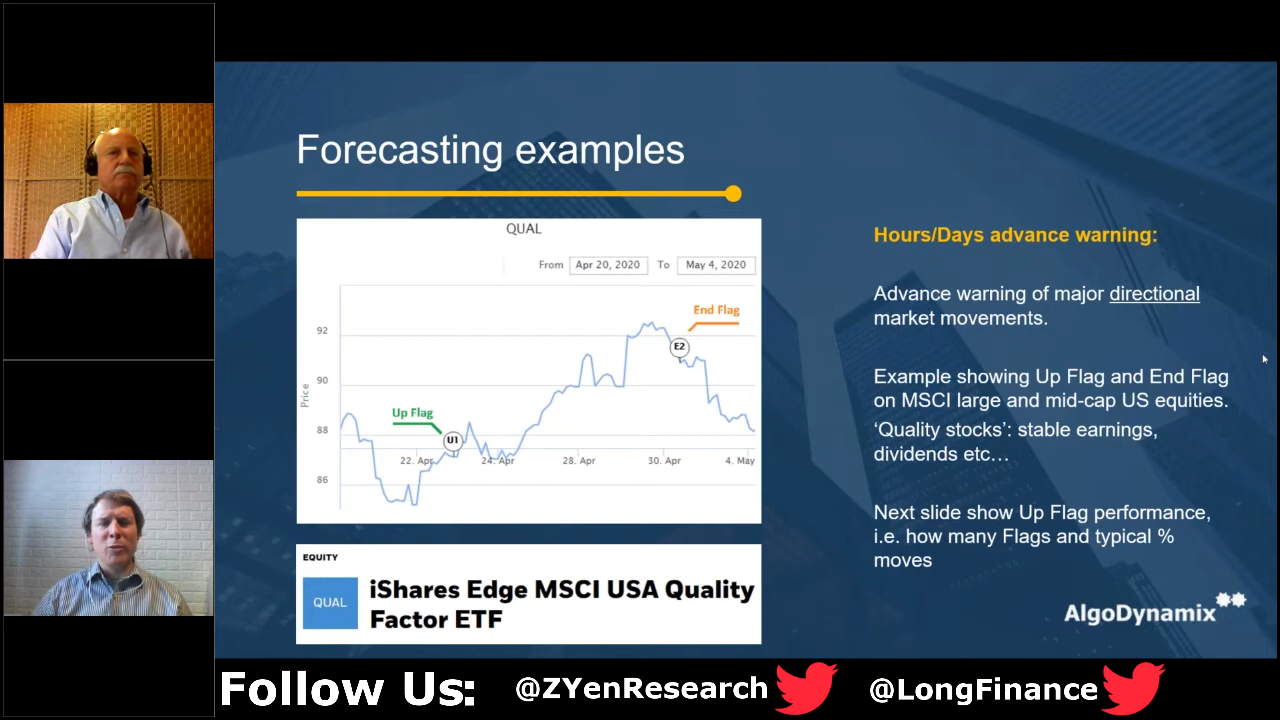 Forecasting examples
QUAL
From Apr 20, 2020 To May 4, 2020
End Flag
92
E2
90
Price
Up Flag
88
U1
22. Apr 24. Apr 28. Apr 30. Apr 4. May
86
EQUITY
QUAL
iShares Edge MSCI USA Quality
Factor ETF
Hours/Days advance warning:
Advance warning of major directional
market movements.
Example showing Up Flag and End Flag
on MSCI large and mid-cap US equities.
‘Quality stocks’: stable earnings,
dividends etc…
Next slide show Up Flag performance,
i.e. how many Flags and typical %
moves
AlgoDynamix
Follow Us: @ZYenResearch @LongFinance